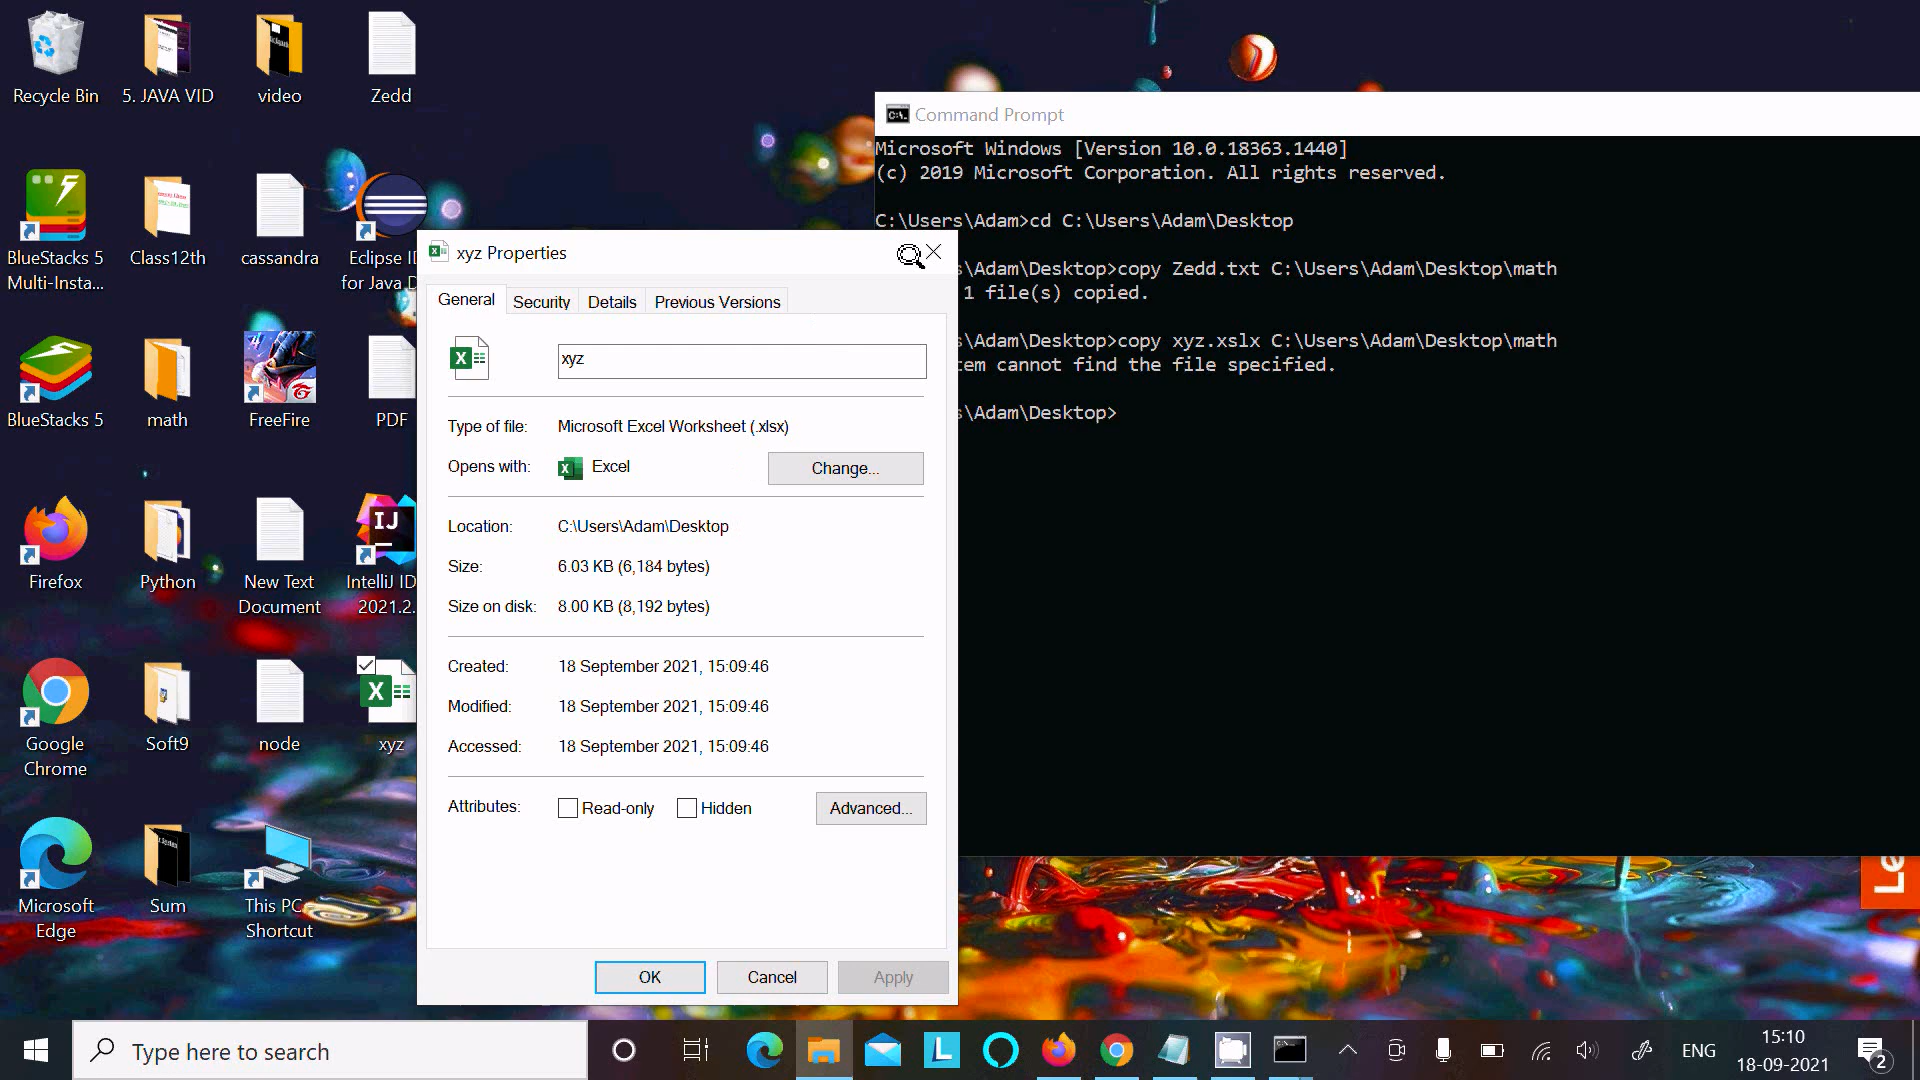 Recycle Bin
5. JAVA VID
video
Zedd
BlueStacks 5
Multi-Insta...
Class12th
cassandra
Eclipse I
for Java
BlueStacks 5
math
FreeFire
PDF
Firefox
Python
New Text
Document
IntelliJ ID
2021.2.
Google
Chrome
Soft9
node
xyz
Microsoft
Edge
Sum
This PC -
Shortcut
Command Prompt
Microsoft Windows [Version 10.0.18363.1440]
(c) 2019 Microsoft Corporation. All rights reserved.
C:\Users\Adam>cd C:\Users\Adam\Desktop
s\Adam\Desktop>copy Zedd.txt C:\Users\Adam\Desktop\math
1 file(s) copied.
s\Adam\Desktop>copy xyz.xslx C:\Users\Adam\Desktop\math
em cannot find the file specified.
s\Adam\Desktop>
xyz Properties
General
Security
Details
Previous Versions
xyz
Type of file: Microsoft Excel Worksheet (.xlsx)
Opens with: Excel
Change...
Location: C:\Users\Adam\Desktop
Size: 6.03 KB (6,184 bytes)
Size on disk: 8.00 KB (8,192 bytes)
Created: 18 September 2021, 15:09:46
Modified: 18 September 2021, 15:09:46
Accessed: 18 September 2021, 15:09:46
Attributes: Read-only Hidden
Advanced...
OK
Cancel
Apply
Le
Type here to search
ENG
15:10
18-09-2021
2